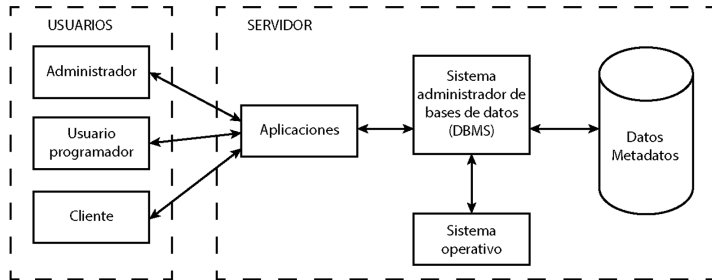 USUARIOS
Administrador
Usuario
programador
Cliente
SERVIDOR
Aplicaciones
Sistema
administrador de
bases de datos
(DBMS)
Sistema
operativo
Datos
Metadatos